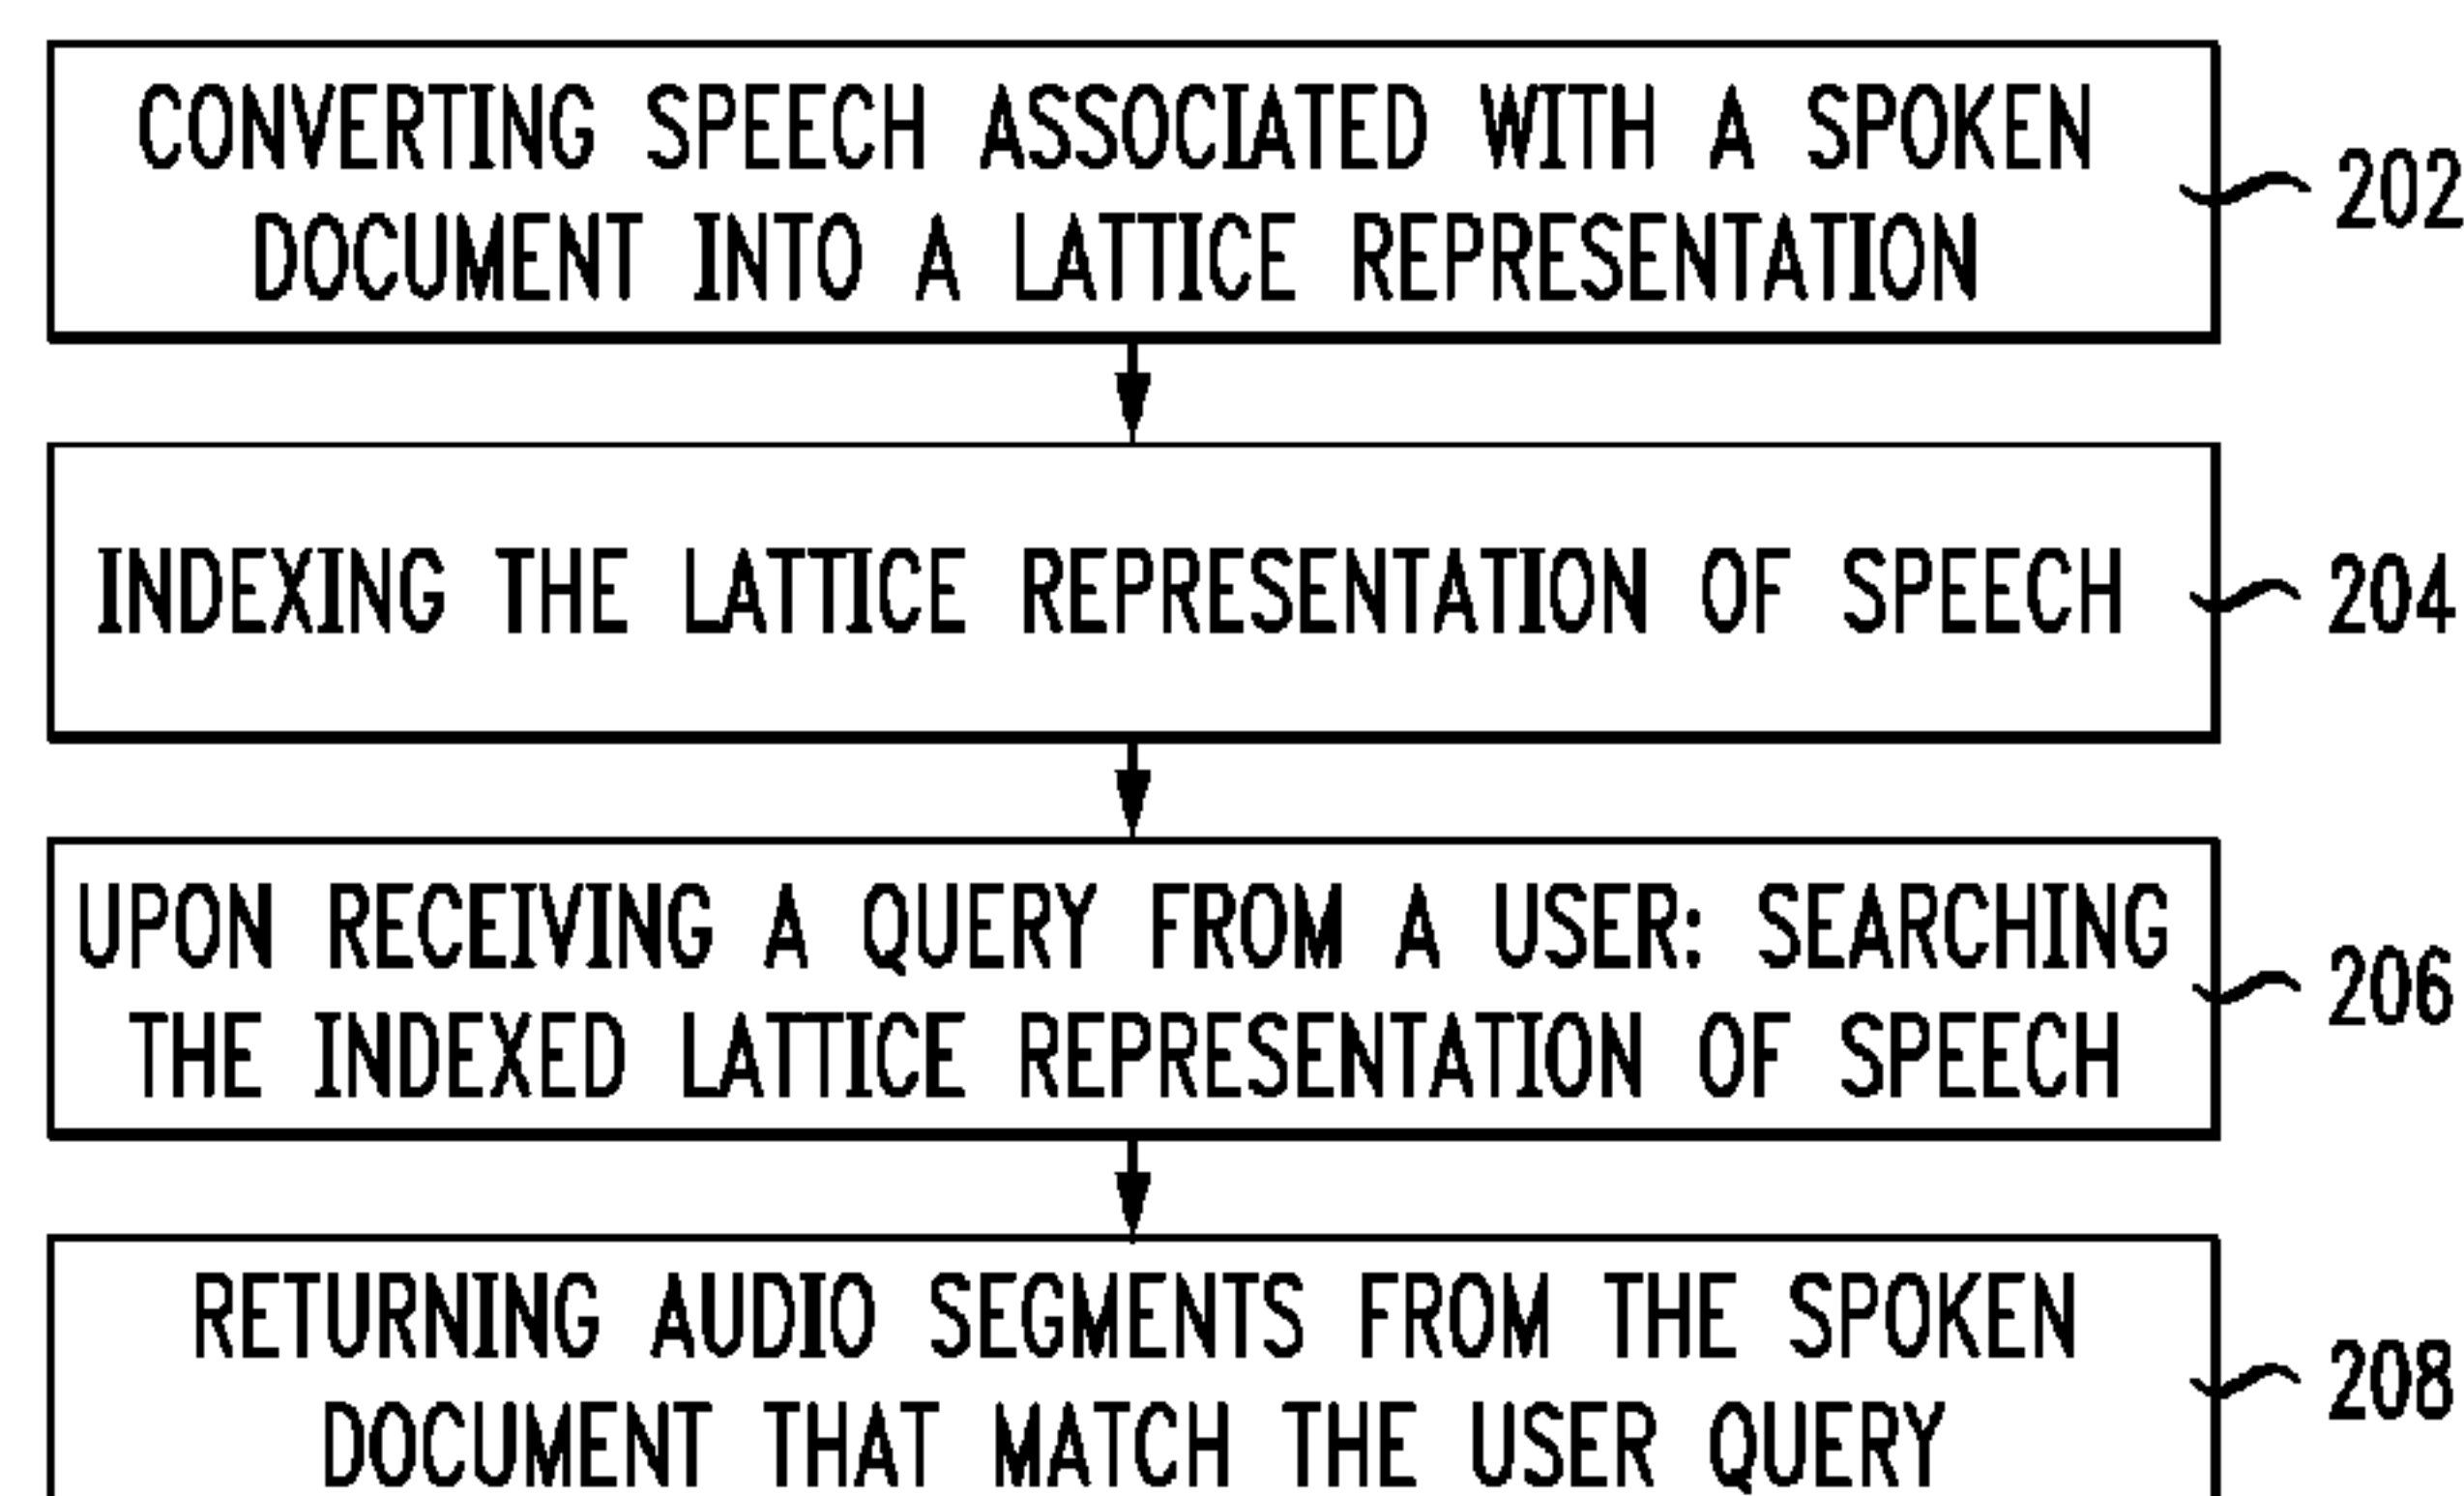 CONVERTING SPEECH ASSOCIATED WITH A SPOKEN
DOCUMENT INTO A LATTICE REPRESENTATION
202
INDEXING THE LATTICE REPRESENTATION OF SPEECH
204
UPON RECEIVING A QUERY FROM A USER: SEARCHING
THE INDEXED LATTICE REPRESENTATION OF SPEECH
206
RETURNING AUDIO SEGMENTS FROM THE SPOKEN
DOCUMENT THAT MATCH THE USER QUERY
208